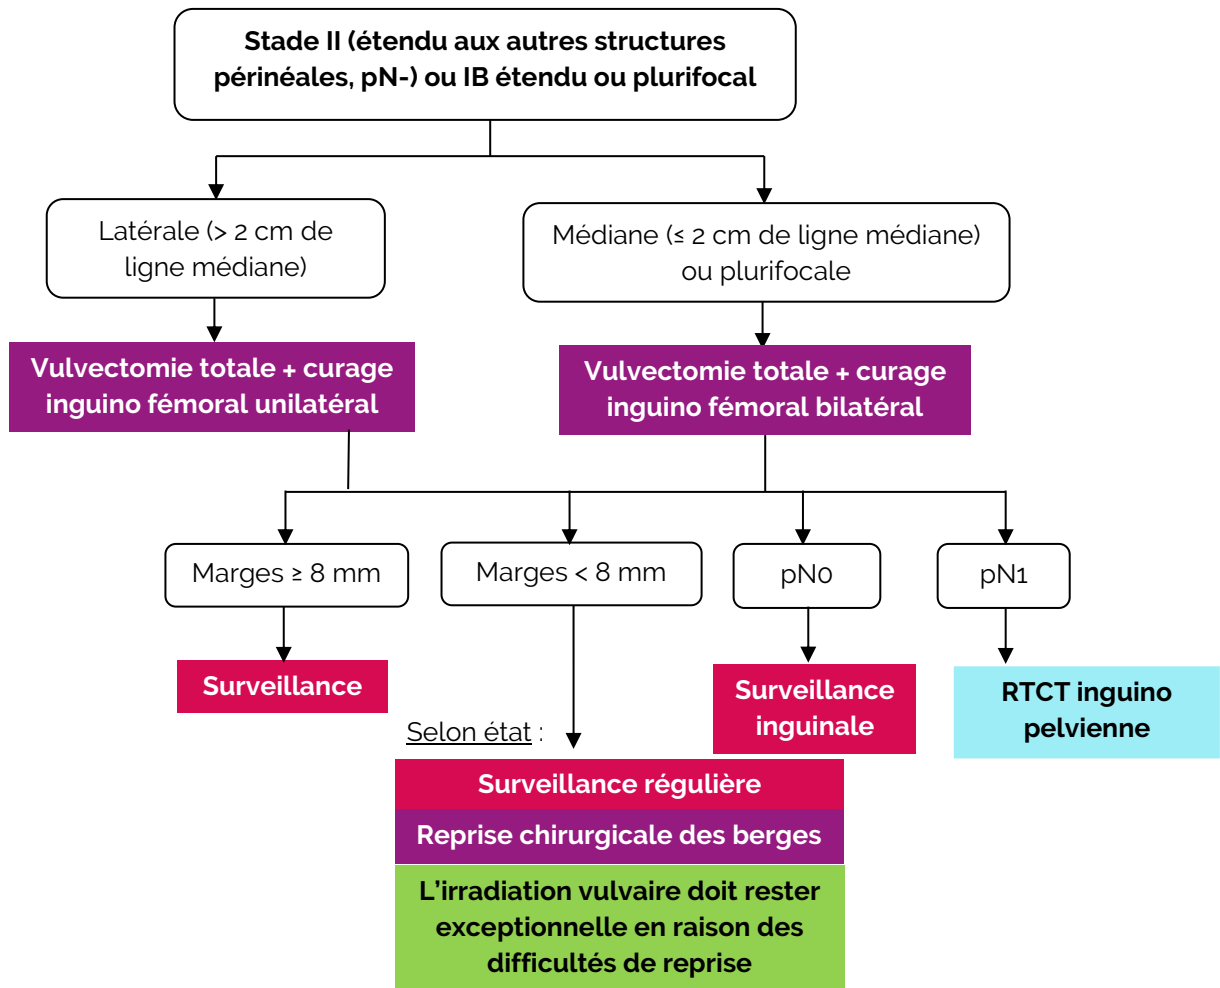 Stade II (étendu aux autres structures
périnéales, pN-) ou IB étendu ou plurifocal
Latérale (> 2 cm de
ligne médiane)
Médiane (≤ 2 cm de ligne médiane)
ou plurifocale
Vulvectomie totale + curage
inguino fémoral unilatéral
Vulvectomie totale + curage
inguino fémoral bilatéral
Marges ≥ 8 mm
Marges < 8 mm
pN0
pN1
Surveillance
Surveillance
inguinale
RTCT inguino
pelvienne
Selon état :
Surveillance régulière
Reprise chirurgicale des berges
L'irradiation vulvaire doit rester
exceptionnelle en raison des
difficultés de reprise